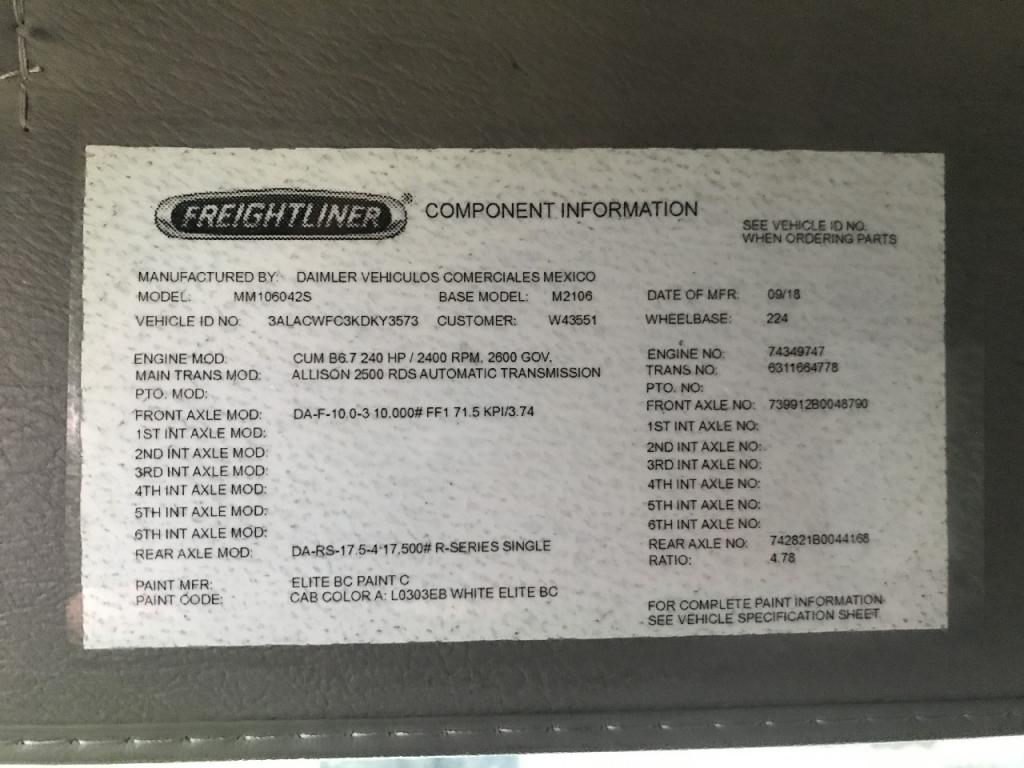 FREIGHTLINER® COMPONENT INFORMATION
SEE VEHICLE ID NO.
WHEN ORDERING PARTS
MANUFACTURED BY: DAIMLER VEHICULOS COMERCIALES MEXICO
MODEL: MM106042S BASE MODEL: M2106 DATE OF MFR: 09/18
VEHICLE ID NO: 3ALACWFC3KDKY3573 CUSTOMER: W43551 WHEELBASE: 224
ENGINE MOD: CUM B6.7 240 HP / 2400 RPM, 2600 GOV, ENGINE NO: 74349747
MAIN TRANS MOD: ALLISON 2500 RDS AUTOMATIC TRANSMISSION TRANS NO: 6311664778
PTO. MOD: PTO. NO:
FRONT AXLE MOD: DA-F-10.0-3 10.000# FF1 71.5 KPI/3.74 FRONT AXLE NO: 739912B0048790
1ST INT AXLE MOD: 1ST INT AXLE NO:
2ND INT AXLE MOD: 2ND INT AXLE NO:
3RD INT AXLE MOD: 3RD INT AXLE NO:
4TH INT AXLE MOD: 4TH INT AXLE NO:
5TH INT AXLE MOD: 5TH INT AXLE NO:
6TH INT AXLE MOD: 6TH INT AXLE NO:
REAR AXLE MOD: DA-RS-17.5-4 17,500# R-SERIES SINGLE REAR AXLE NO: 742821B0044168
RATIO: 4.78
PAINT MFR: ELITE BC PAINT C
PAINT CODE: CAB COLOR A: L0303EB WHITE ELITE BC
FOR COMPLETE PAINT INFORMATION
SEE VEHICLE SPECIFICATION SHEET